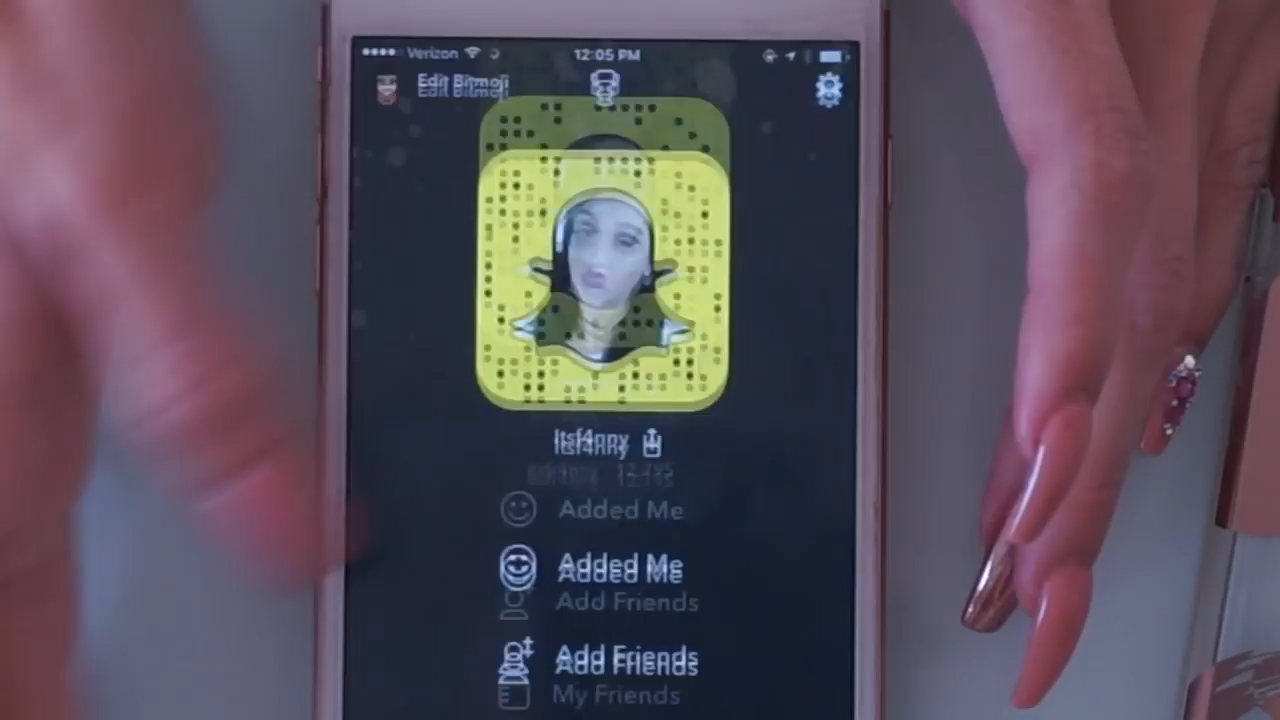 Verizon 12:05 PM
Edit Bitmoji
Itsf4nny
Added Me
Added Me
Add Friends
Add Friends
My Friends